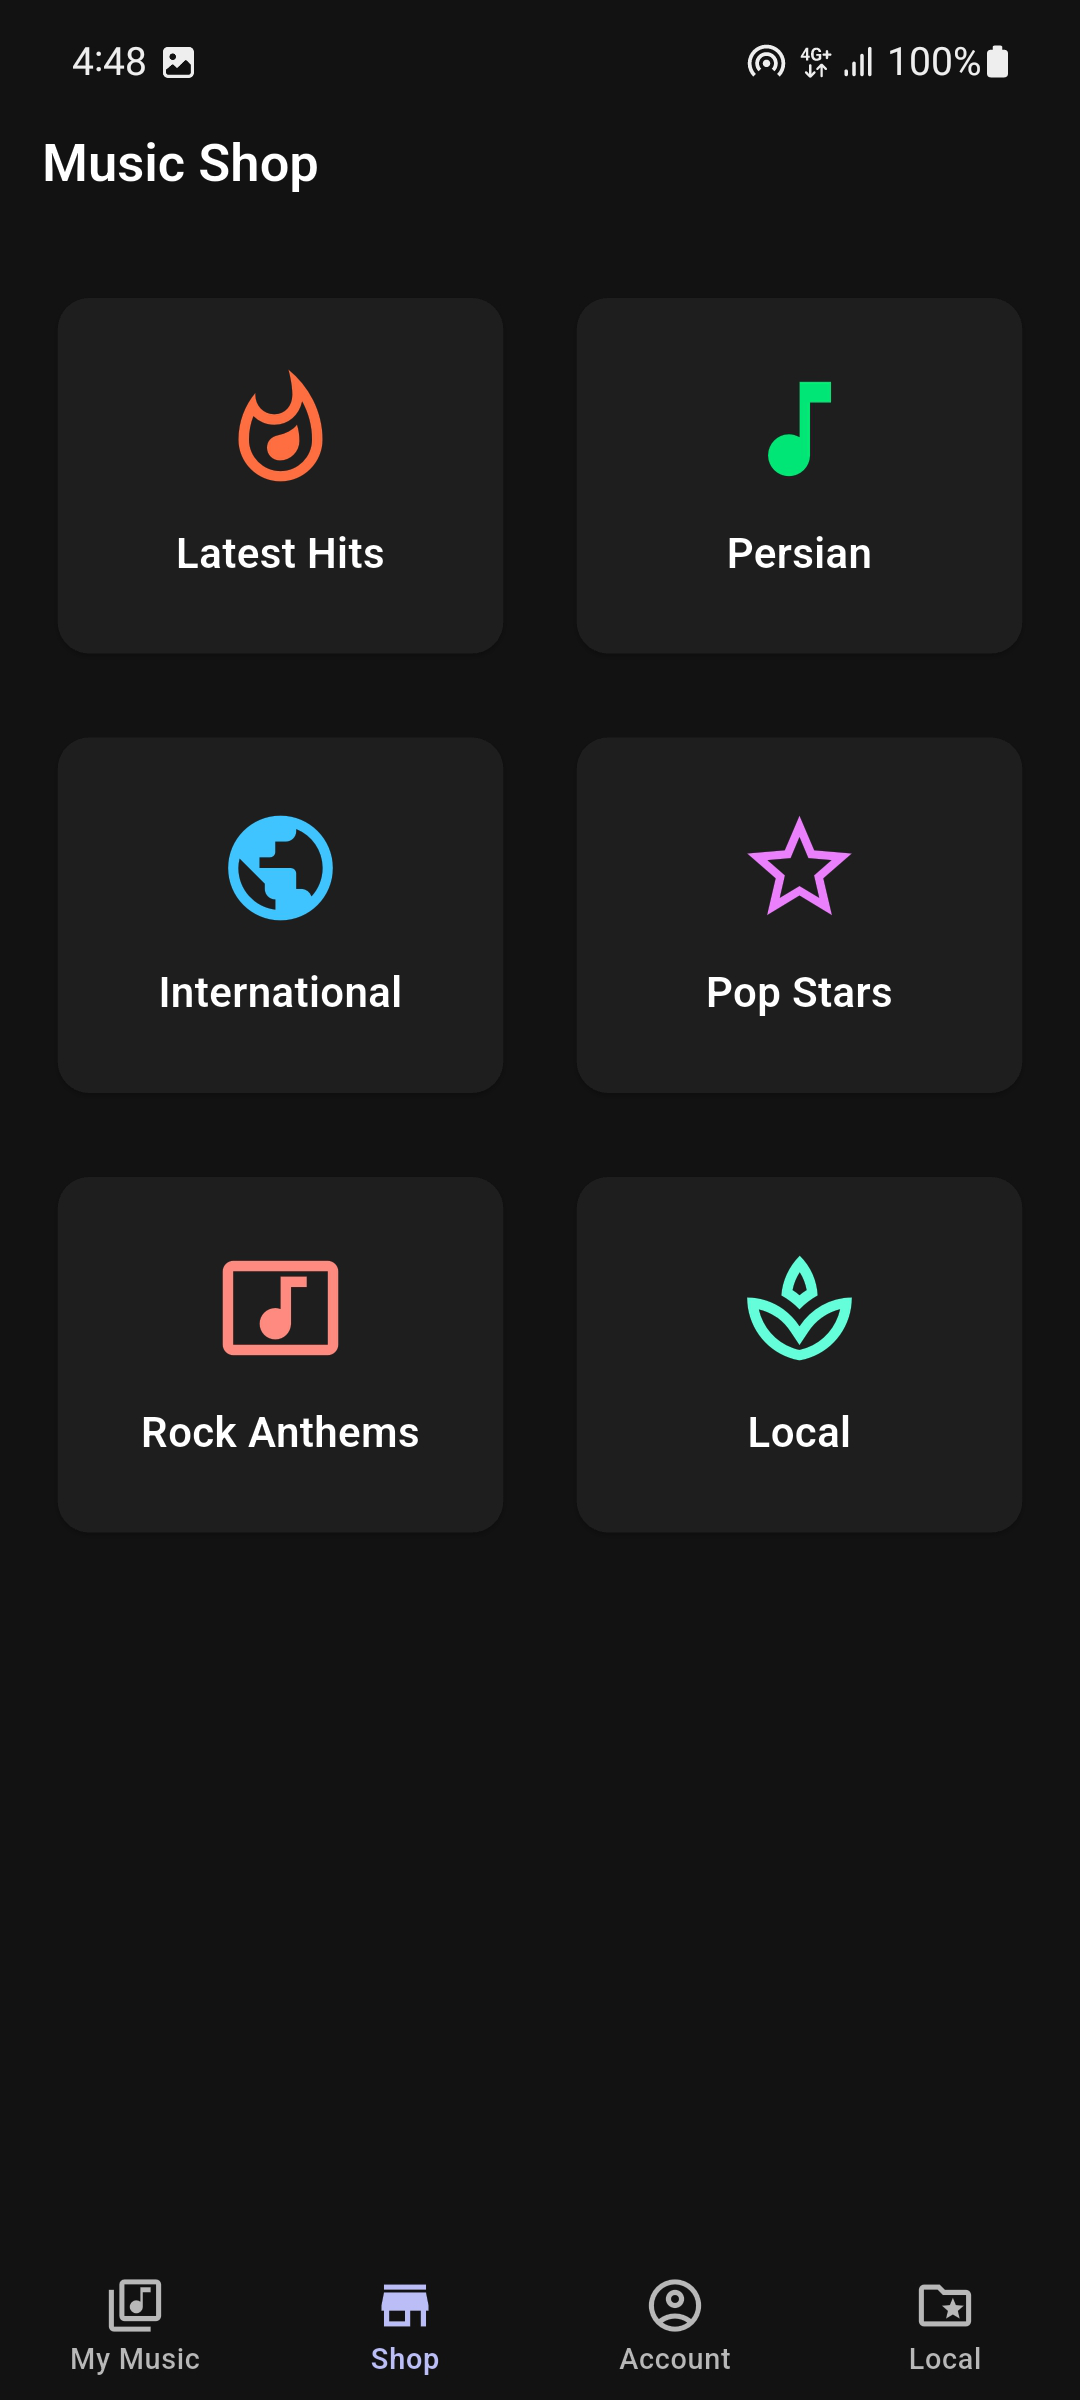 4:48
4G+
100%
Music Shop
Latest Hits
Persian
International
Pop Stars
Rock Anthems
Local
My Music
Shop
Account
Local